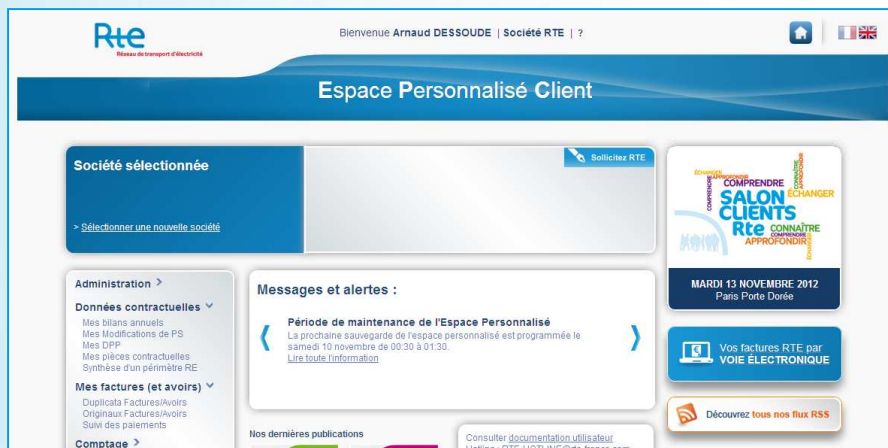 Rte
Réseau de transport d'électricité
Bienvenue Arnaud DESSOUDE | Société RTE | ?
Espace Personnalisé Client
Société sélectionnée
> Sélectionner une nouvelle société
Sollicitez RTE
ÉCHANGER
APPROFONDIR
COMPRENDRE
CONNAÎTRE
APPROFONDIR
COMPRENDRE
ÉCHANGER
SALON
CLIENTS
Rte CONNAÎTRE
COMPRENDRE
APPROFONDIR
ÉCHANGER
MARDI 13 NOVEMBRE 2012
Paris Porte Dorée
Administration >
Données contractuelles
Mes bilans annuels
Mes Modifications de PS
Mes DPP
Mes pièces contractuelles
Synthèse d'un périmètre RE
Mes factures (et avoirs)
Duplicata Factures/Avoirs
Originaux Factures/Avoirs
Suivi des paiements
Comptage >
Messages et alertes :
Période de maintenance de l'Espace Personnalisé
La prochaine sauvegarde de l'espace personnalisé est programmée le
samedi 10 novembre de 00:30 à 01:30.
Lire toute l'information
Vos factures RTE par
VOIE ÉLECTRONIQUE
Découvrez tous nos flux RSS
Nos dernières publications
Consulter documentation utilisateur